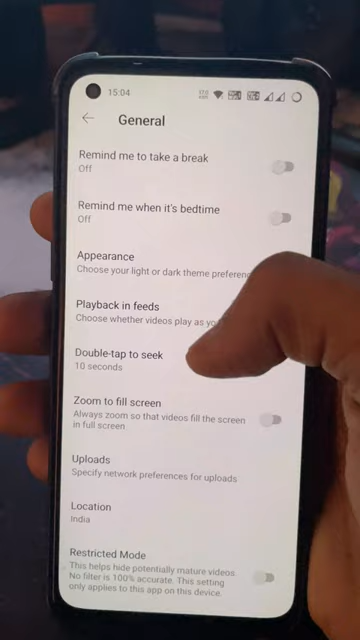 15:04
General
Remind me to take a break
Off
Remind me when it's bedtime
Off
Appearance
Choose your light or dark theme preferenc
Playback in feeds
Choose whether videos play as yo
Double-tap to seek
10 seconds
Zoom to fill screen
Always zoom so that videos fill the screen
in full screen
Uploads
Specify network preferences for uploads
Location
India
Restricted Mode
This helps hide potentially mature videos.
No filter is 100% accurate. This setting
only applies to this app on this device.